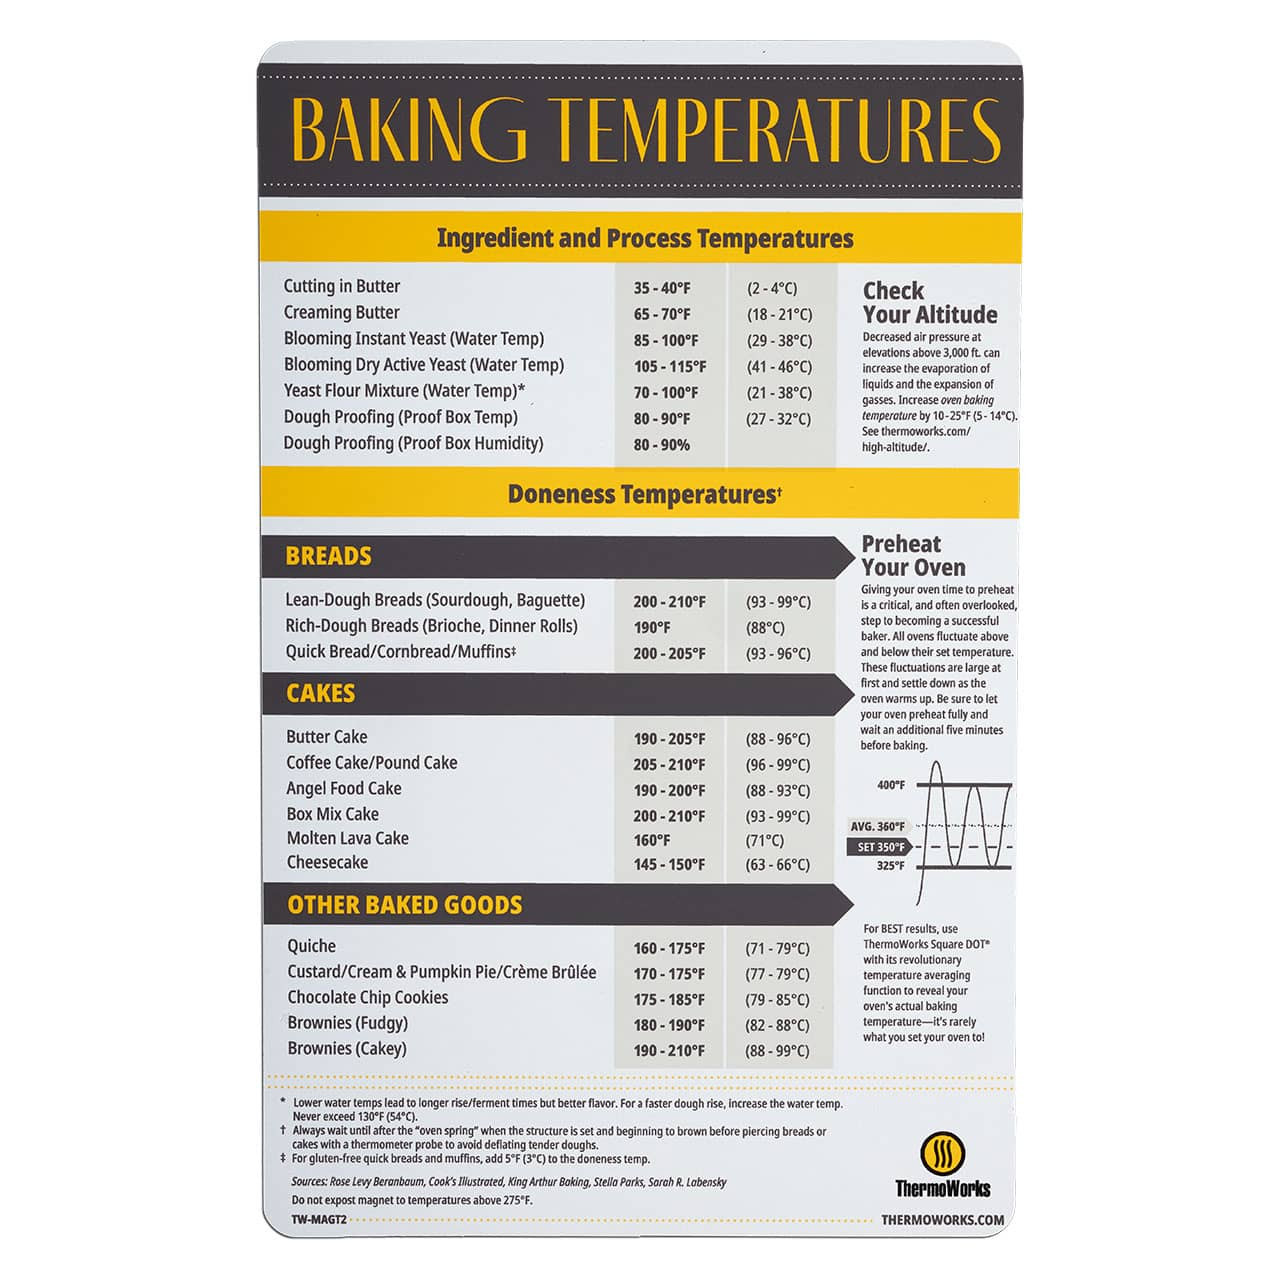 BAKING TEMPERATURES
Ingredient and Process Temperatures
Cutting in Butter 35 - 40°F (2 - 4°C)
Creaming Butter 65 - 70°F (18 - 21°C)
Blooming Instant Yeast (Water Temp) 85 - 100°F (29 - 38°C)
Blooming Dry Active Yeast (Water Temp) 105 - 115°F (41 - 46°C)
Yeast Flour Mixture (Water Temp)* 70 - 100°F (21 - 38°C)
Dough Proofing (Proof Box Temp) 80 - 90°F (27 - 32°C)
Dough Proofing (Proof Box Humidity) 80 - 90%
Check
Your Altitude
Decreased air pressure at
elevations above 3,000 ft. can
increase the evaporation of
liquids and the expansion of
gasses. Increase oven baking
temperature by 10-25°F (5 - 14°C).
See thermoworks.com/
high-altitude/.
Doneness Temperatures†
BREADS
Lean-Dough Breads (Sourdough, Baguette) 200 - 210°F (93 - 99°C)
Rich-Dough Breads (Brioche, Dinner Rolls) 190°F (88°C)
Quick Bread/Cornbread/Muffins‡ 200 - 205°F (93 - 96°C)
CAKES
Butter Cake 190 - 205°F (88 - 96°C)
Coffee Cake/Pound Cake 205 - 210°F (96 - 99°C)
Angel Food Cake 190 - 200°F (88 - 93°C)
Box Mix Cake 200 - 210°F (93 - 99°C)
Molten Lava Cake 160°F (71°C)
Cheesecake 145 - 150°F (63 - 66°C)
OTHER BAKED GOODS
Quiche 160 - 175°F (71 - 79°C)
Custard/Cream & Pumpkin Pie/Crème Brûlée 170 - 175°F (77 - 79°C)
Chocolate Chip Cookies 175 - 185°F (79 - 85°C)
Brownies (Fudgy) 180 - 190°F (82 - 88°C)
Brownies (Cakey) 190 - 210°F (88 - 99°C)
Preheat
Your Oven
Giving your oven time to preheat
is a critical, and often overlooked,
step to becoming a successful
baker. All ovens fluctuate above
and below their set temperature.
These fluctuations are large at
first and settle down as the
oven warms up. Be sure to let
your oven preheat fully and
wait an additional five minutes
before baking.
400°F
AVG. 360°F
SET 350°F
325°F
For BEST results, use
ThermoWorks Square DOT®
with its revolutionary
temperature averaging
function to reveal your
oven's actual baking
temperature—it's rarely
what you set your oven to!
* Lower water temps lead to longer rise/ferment times but better flavor. For a faster dough rise, increase the water temp.
Never exceed 130°F (54°C).
† Always wait until after the “oven spring” when the structure is set and beginning to brown before piercing breads or
cakes with a thermometer probe to avoid deflating tender doughs.
‡ For gluten-free quick breads and muffins, add 5°F (3°C) to the doneness temp.
Sources: Rose Levy Beranbaum, Cook's Illustrated, King Arthur Baking, Stella Parks, Sarah R. Labensky
Do not expost magnet to temperatures above 275°F.
TW-MAGT2
ThermoWorks
THERMOWORKS.COM